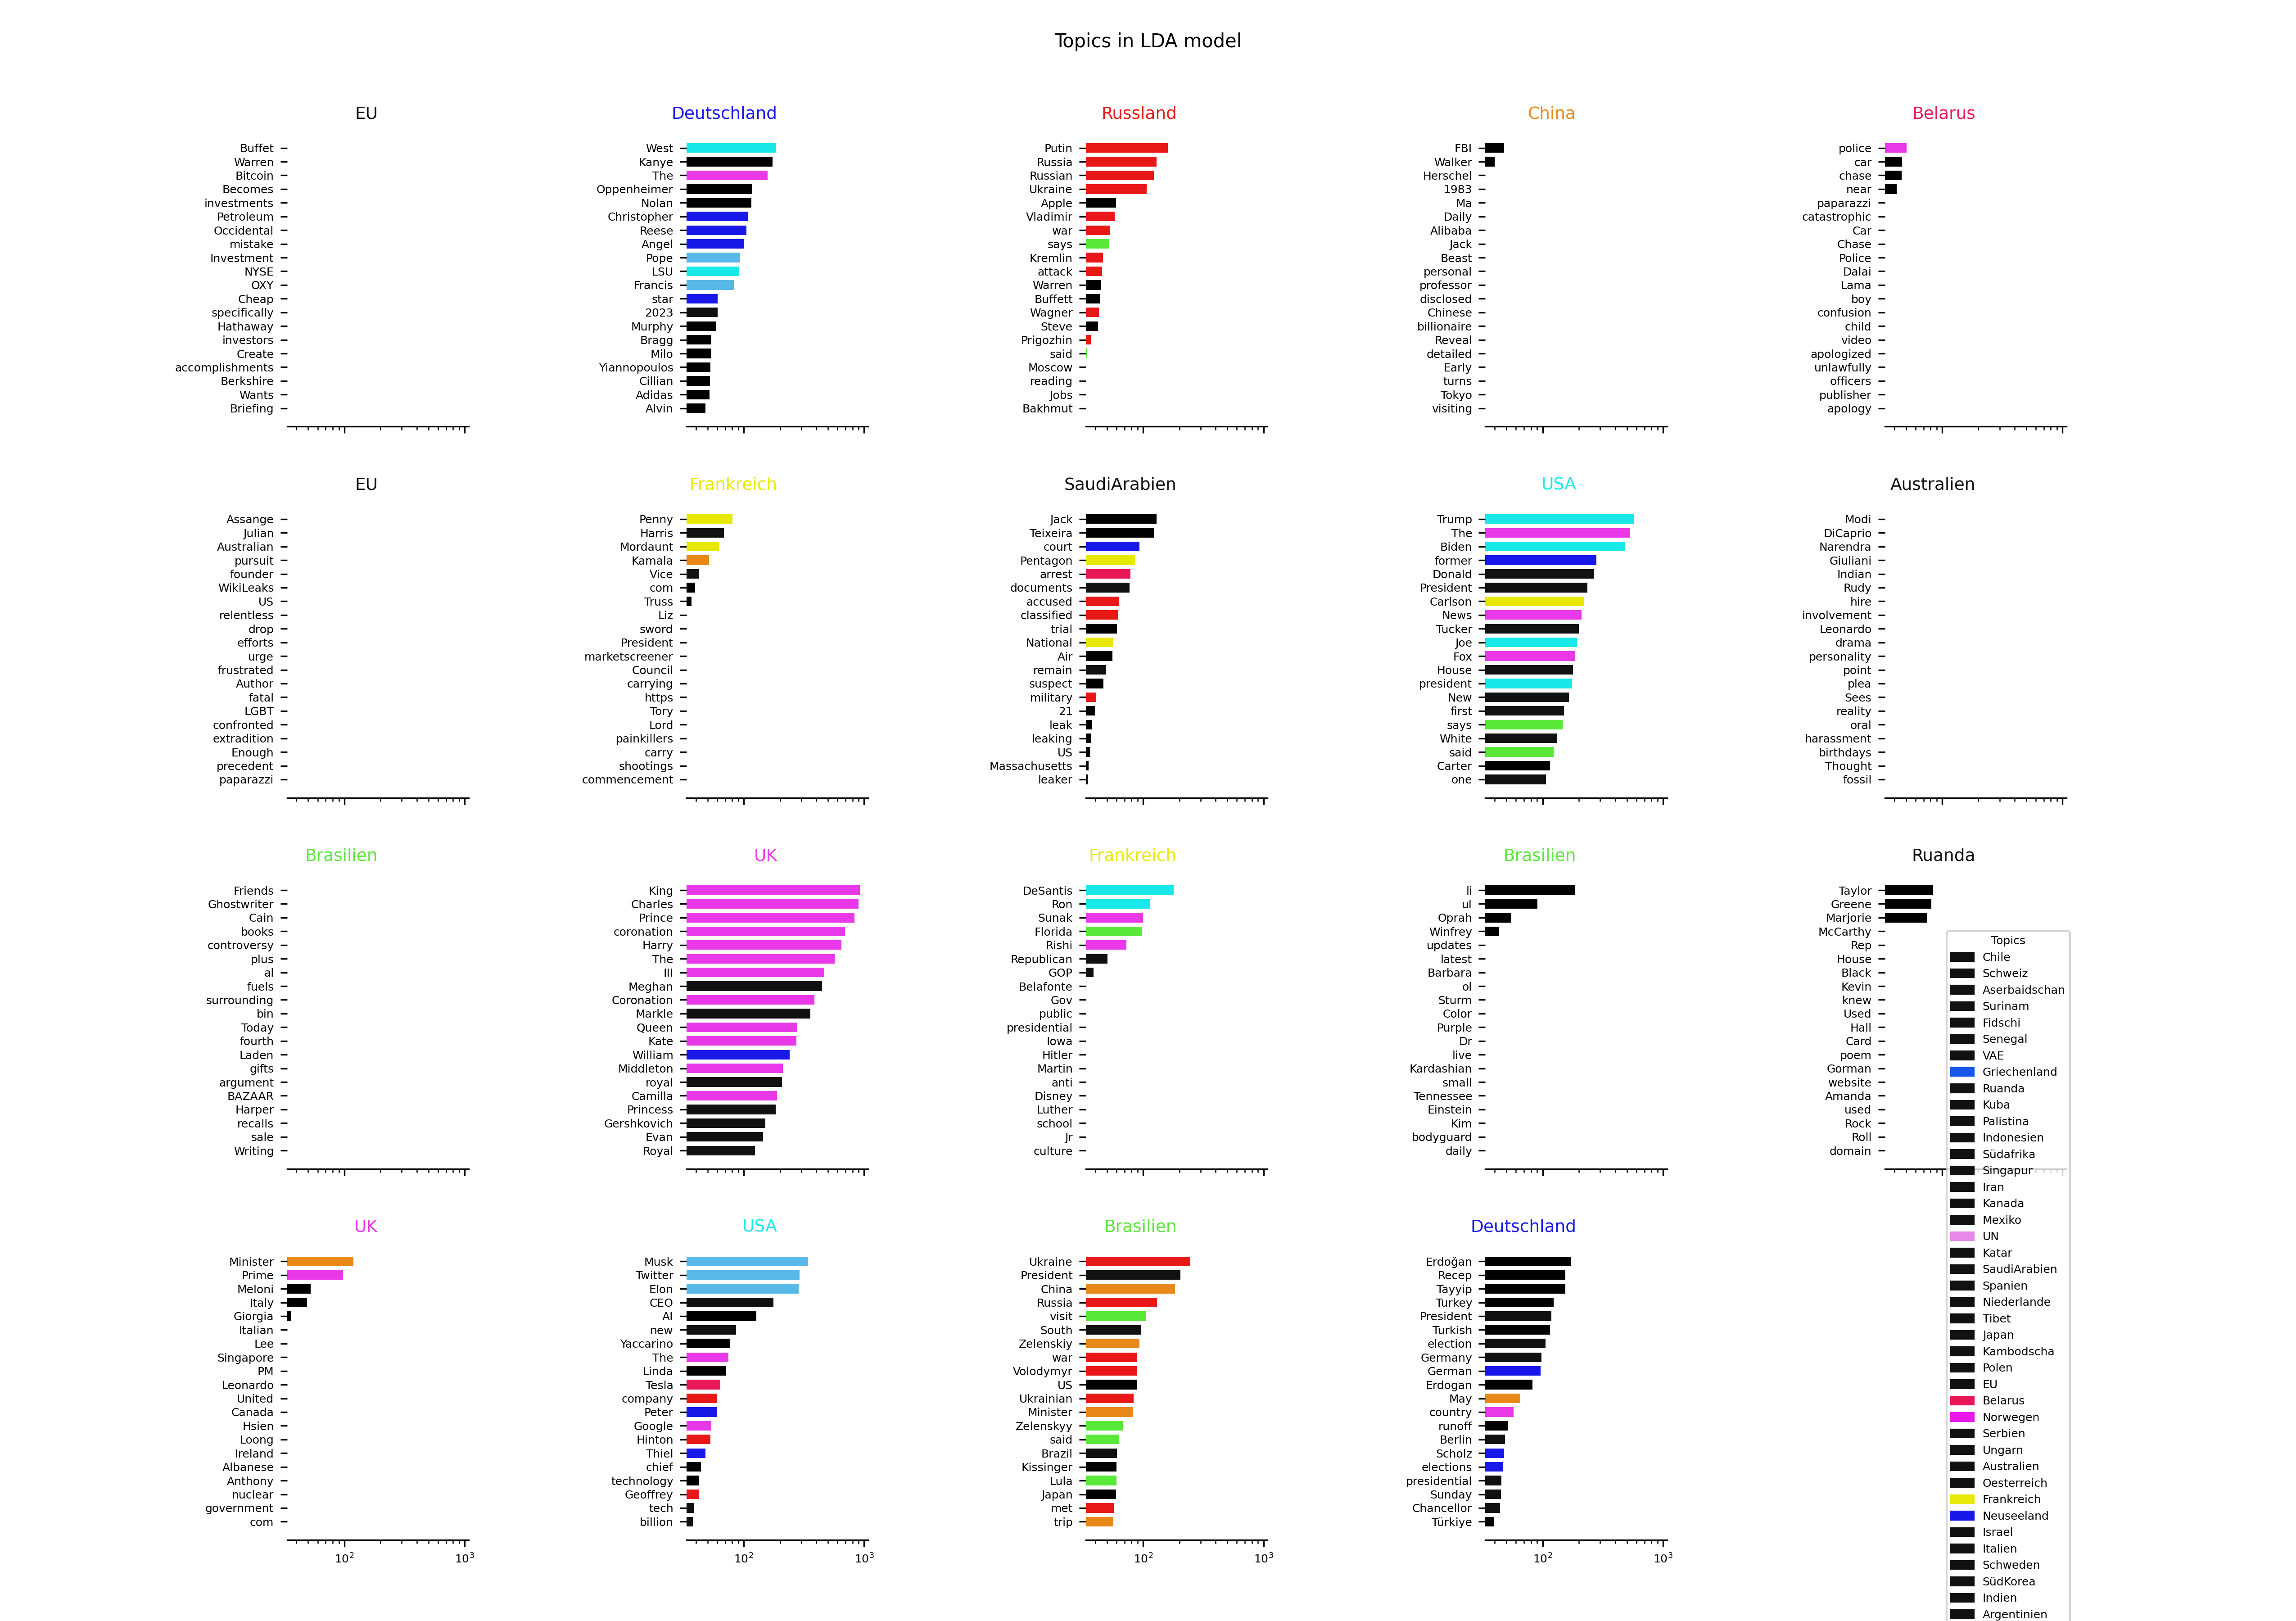 Topics in LDA model
EU
Buffet
Warren
Bitcoin
Becomes
investments
Petroleum
Occidental
mistake
Investment
NYSE
OXY
Cheap
specifically
Hathaway
investors
Create
accomplishments
Berkshire
Wants
Briefing
Deutschland
West
Kanye
The
Oppenheimer
Nolan
Christopher
Reese
Angel
Pope
LSU
Francis
star
2023
Murphy
Bragg
Milo
Yiannopoulos
Cillian
Adidas
Alvin
Russland
Putin
Russia
Russian
Ukraine
Apple
Vladimir
war
says
Kremlin
attack
Warren
Buffett
Wagner
Steve
Prigozhin
said
Moscow
reading
Jobs
Bakhmut
China
FBI
Walker
Herschel
1983
Ma
Daily
Alibaba
Jack
Beast
personal
professor
disclosed
Chinese
billionaire
Reveal
detailed
Early
turns
Tokyo
visiting
Belarus
police
car
chase
near
paparazzi
catastrophic
Car
Chase
Police
Dalai
Lama
boy
confusion
child
video
apologized
unlawfully
officers
publisher
apology
EU
Assange
Julian
Australian
pursuit
founder
WikiLeaks
US
relentless
drop
efforts
urge
frustrated
Author
fatal
LGBT
confronted
extradition
Enough
precedent
paparazzi
Frankreich
Penny
Harris
Mordaunt
Kamala
Vice
com
Truss
Liz
sword
President
marketscreener
Council
carrying
https
Tory
Lord
painkillers
carry
shootings
commencement
SaudiArabien
Jack
Teixeira
court
Pentagon
arrest
documents
accused
classified
trial
National
Air
remain
suspect
military
21
leak
leaking
US
Massachusetts
leaker
USA
Trump
The
Biden
former
Donald
President
Carlson
News
Tucker
Joe
Fox
House
president
New
first
says
White
said
Carter
one
Australien
Modi
DiCaprio
Narendra
Giuliani
Indian
Rudy
hire
involvement
Leonardo
drama
personality
point
plea
Sees
reality
oral
harassment
birthdays
Thought
fossil
Brasilien
Friends
Ghostwriter
Cain
books
controversy
plus
al
fuels
surrounding
bin
Today
fourth
Laden
gifts
argument
BAZAAR
Harper
recalls
sale
Writing
UK
King
Charles
Prince
coronation
Harry
The
III
Meghan
Coronation
Markle
Queen
Kate
William
Middleton
royal
Camilla
Princess
Gershkovich
Evan
Royal
Frankreich
DeSantis
Ron
Sunak
Florida
Rishi
Republican
GOP
Belafonte
Gov
public
presidential
Iowa
Hitler
Martin
anti
Disney
Luther
school
Jr
culture
Brasilien
li
ul
Oprah
Winfrey
updates
latest
Barbara
ol
Sturm
Color
Purple
Dr
live
Kardashian
small
Tennessee
Einstein
Kim
bodyguard
daily
Ruanda
Taylor
Greene
Marjorie
McCarthy
Rep
House
Black
Kevin
knew
Used
Hall
Card
poem
Gorman
website
Amanda
used
Rock
Roll
domain
UK
Minister
Prime
Meloni
Italy
Giorgia
Italian
Lee
Singapore
PM
Leonardo
United
Canada
Hsien
Loong
Ireland
Albanese
Anthony
nuclear
government
com
10² 10³
USA
Musk
Twitter
Elon
CEO
AI
new
Yaccarino
The
Linda
Tesla
company
Peter
Google
Hinton
Thiel
chief
technology
Geoffrey
tech
billion
10² 10³
Brasilien
Ukraine
President
China
Russia
visit
South
Zelenskiy
war
Volodymyr
US
Ukrainian
Minister
Zelenskyy
said
Brazil
Kissinger
Lula
Japan
met
trip
10² 10³
Deutschland
Erdoğan
Recep
Tayyip
Turkey
President
Turkish
election
Germany
German
Erdogan
May
country
runoff
Berlin
Scholz
elections
presidential
Sunday
Chancellor
Türkiye
10² 10³
Topics
Chile
Schweiz
Aserbaidschan
Surinam
Fidschi
Senegal
VAE
Griechenland
Ruanda
Kuba
Palistina
Indonesien
Südafrika
Singapur
Iran
Kanada
Mexiko
UN
Katar
SaudiArabien
Spanien
Niederlande
Tibet
Japan
Kambodscha
Polen
EU
Belarus
Norwegen
Serbien
Ungarn
Australien
Oesterreich
Frankreich
Neuseeland
Israel
Italien
Schweden
SüdKorea
Indien
Argentinien